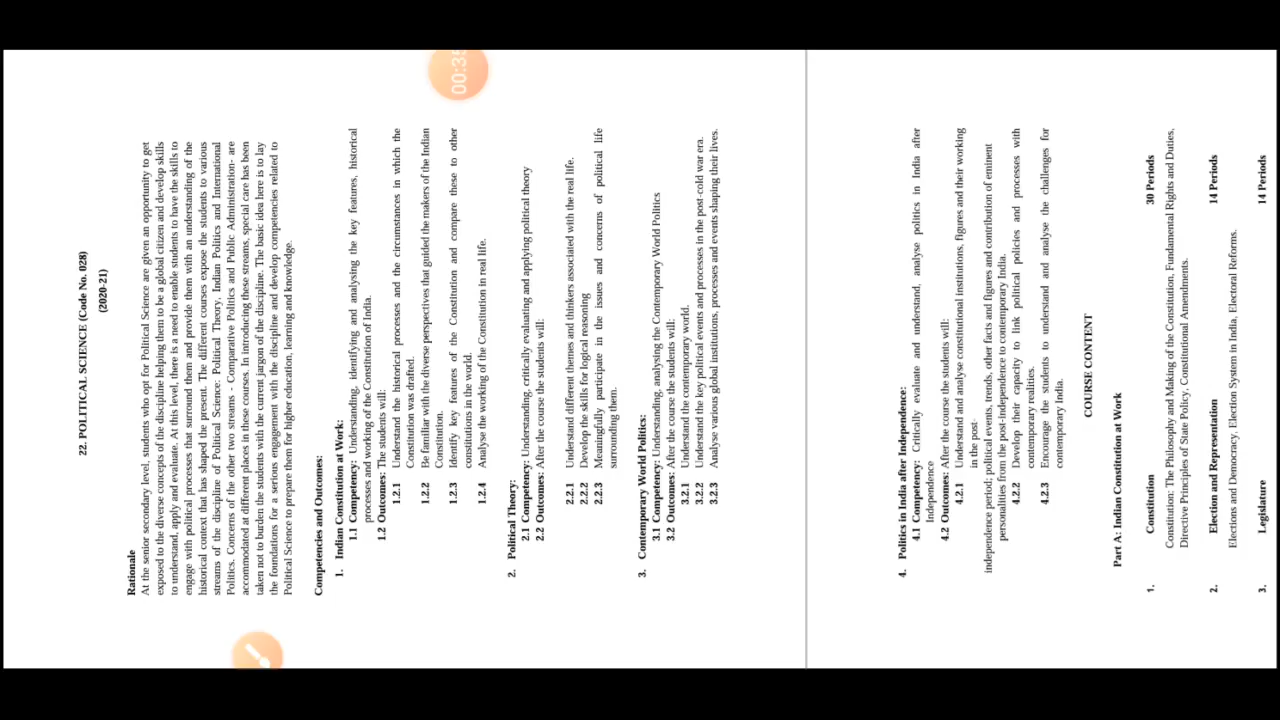 22. POLITICAL SCIENCE (Code No. 028)
(2020-21)
Rationale
At the senior secondary level, students who opt for Political Science are given an opportunity to get
exposed to the diverse concepts of the discipline helping them to be a global citizen and develop skills
to understand, apply and evaluate. At this level, there is a need to enable students to have the skills to
engage with political processes that surround them and provide them with an understanding of the
historical context that has shaped the present. The different courses expose the students to various
streams of the discipline of Political Science: Political Theory, Indian Politics and International
Politics. Concerns of the other two streams - Comparative Politics and Public Administration- are
accommodated at different places in these courses. In introducing these streams, special care has been
taken not to burden the students with the current jargon of the discipline. The basic idea here is to lay
the foundations for a serious engagement with the discipline and develop competencies related to
Political Science to prepare them for higher education, learning and knowledge.
Competencies and Outcomes:
1. Indian Constitution at Work:
1.1 Competency: Understanding, identifying and analysing the key features, historical
processes and working of the Constitution of India.
1.2 Outcomes: The students will:
1.2.1 Understand the historical processes and the circumstances in which the
Constitution was drafted.
1.2.2 Be familiar with the diverse perspectives that guided the makers of the Indian
Constitution.
1.2.3 Identify key features of the Constitution and compare these to other
constitutions in the world.
1.2.4 Analyse the working of the Constitution in real life.
2. Political Theory:
2.1 Competency: Understanding, critically evaluating and applying political theory
2.2 Outcomes: After the course the students will:
2.2.1 Understand different themes and thinkers associated with the real life.
2.2.2 Develop the skills for logical reasoning
2.2.3 Meaningfully participate in the issues and concerns of political life
surrounding them.
3. Contemporary World Politics:
3.1 Competency: Understanding, analysing the Contemporary World Politics
3.2 Outcomes: After the course the students will:
3.2.1 Understand the contemporary world.
3.2.2 Understand the key political events and processes in the post-cold war era.
3.2.3 Analyse various global institutions, processes and events shaping their lives.
4. Politics in India after Independence:
4.1 Competency: Critically evaluate and understand, analyse politics in India after
Independence
4.2 Outcomes: After the course the students will:
4.2.1 Understand and analyse constitutional institutions, figures and their working
in the post-
independence period; political events, trends, other facts and figures and contribution of eminent
personalities from the post-independence to contemporary India.
4.2.2 Develop their capacity to link political policies and processes with
contemporary realities.
4.2.3 Encourage the students to understand and analyse the challenges for
contemporary India.
COURSE CONTENT
Part A: Indian Constitution at Work
1. Constitution 30 Periods
Constitution: The Philosophy and Making of the Constitution, Fundamental Rights and Duties,
Directive Principles of State Policy, Constitutional Amendments.
2. Election and Representation 14 Periods
Elections and Democracy, Election System in India, Electoral Reforms.
3. Legislature 14 Periods
00:35